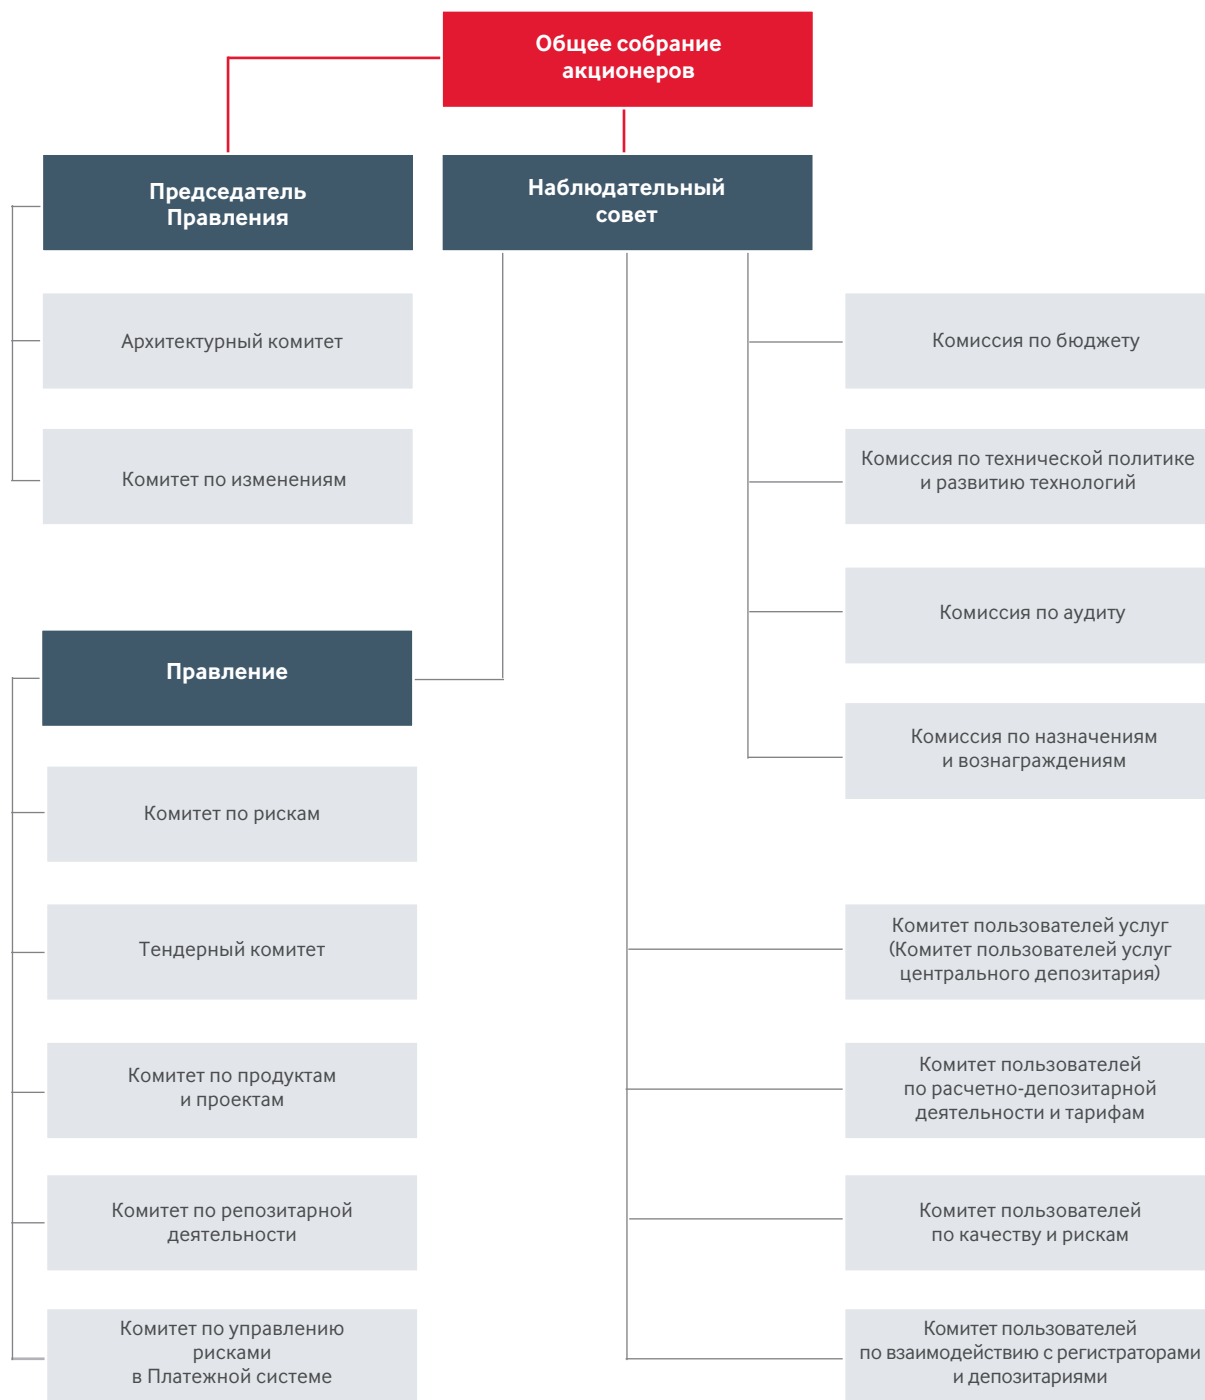 Общее собрание
акционеров
Председатель
Правления
Наблюдательный
совет
Архитектурный комитет
Комитет по изменениям
Правление
Комитет по рискам
Тендерный комитет
Комитет по продуктам
и проектам
Комитет по репозитарной
деятельности
Комитет по управлению
рисками
в Платежной системе
Комиссия по бюджету
Комиссия по технической политике
и развитию технологий
Комиссия по аудиту
Комиссия по назначениям
и вознаграждениям
Комитет пользователей услуг
(Комитет пользователей услуг
центрального депозитария)
Комитет пользователей
по расчетно-депозитарной
деятельности и тарифам
Комитет пользователей
по качеству и рискам
Комитет пользователей
по взаимодействию с регистраторами
и депозитариями